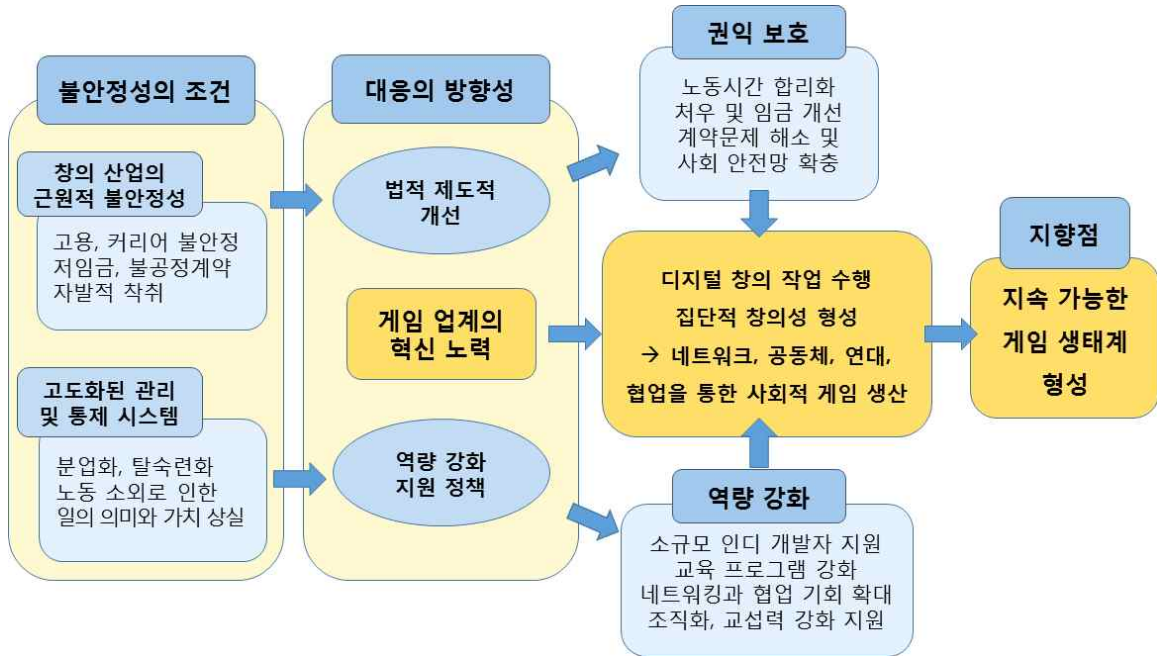 불안정성의 조건
창의 산업의
근원적 불안정성
고용, 커리어 불안정
저임금, 불공정계약
자발적 착취
고도화된 관리
및 통제 시스템
분업화, 탈숙련화
노동 소외로 인한
일의 의미와 가치 상실
대응의 방향성
법적 제도적
개선
게임 업계의
혁신 노력
역량 강화
지원 정책
권익 보호
노동시간 합리화
처우 및 임금 개선
계약문제 해소 및
사회 안전망 확충
디지털 창의 작업 수행
집단적 창의성 형성
→ 네트워크, 공동체, 연대,
협업을 통한 사회적 게임 생산
역량 강화
소규모 인디 개발자 지원
교육 프로그램 강화
네트워킹과 협업 기회 확대
조직화, 교섭력 강화 지원
지향점
지속 가능한
게임 생태계
형성